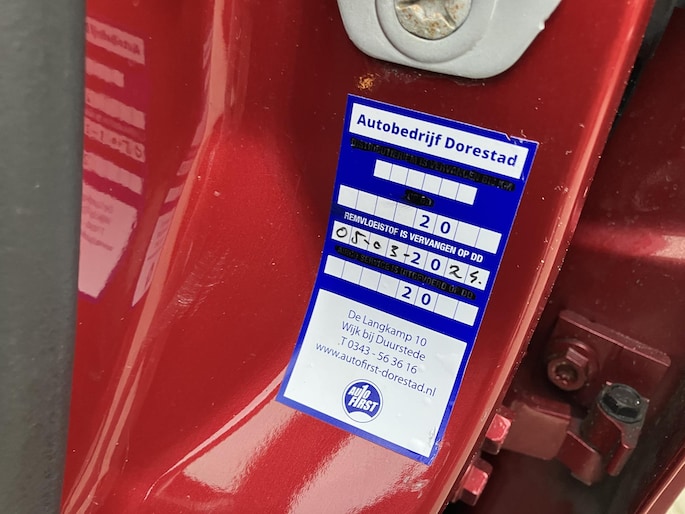 Autobedrijf Dorestad
20
REMVLOEISTOF IS VERVANGEN OP DD
05-03-2024.
20
De Langkamp 10
Wijk bij Duurstede
.T 0343 - 56 36 16
www.autofirst-dorestad.nl
AUTO
FIRST